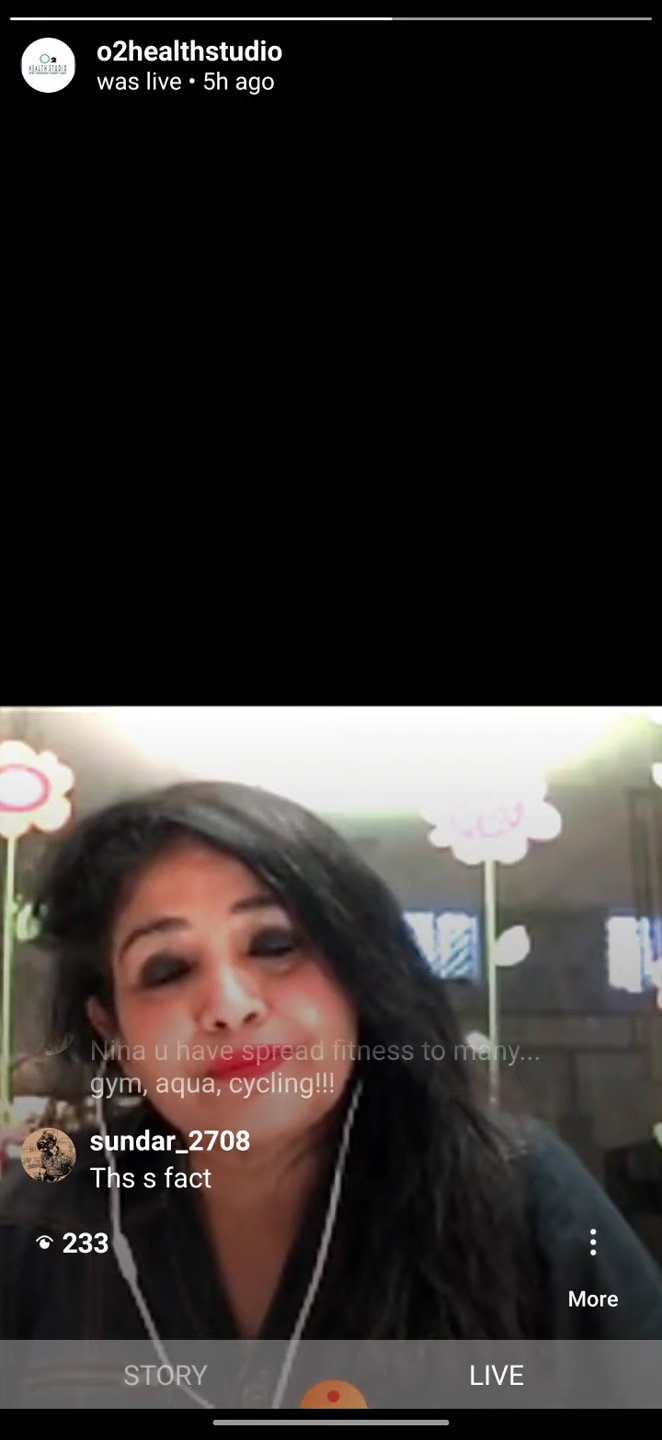 o2healthstudio
was live • 5h ago
Nina u have spread fitness to many...
gym, aqua, cycling!!!
sundar_2708
Ths s fact
233
More
STORY
LIVE